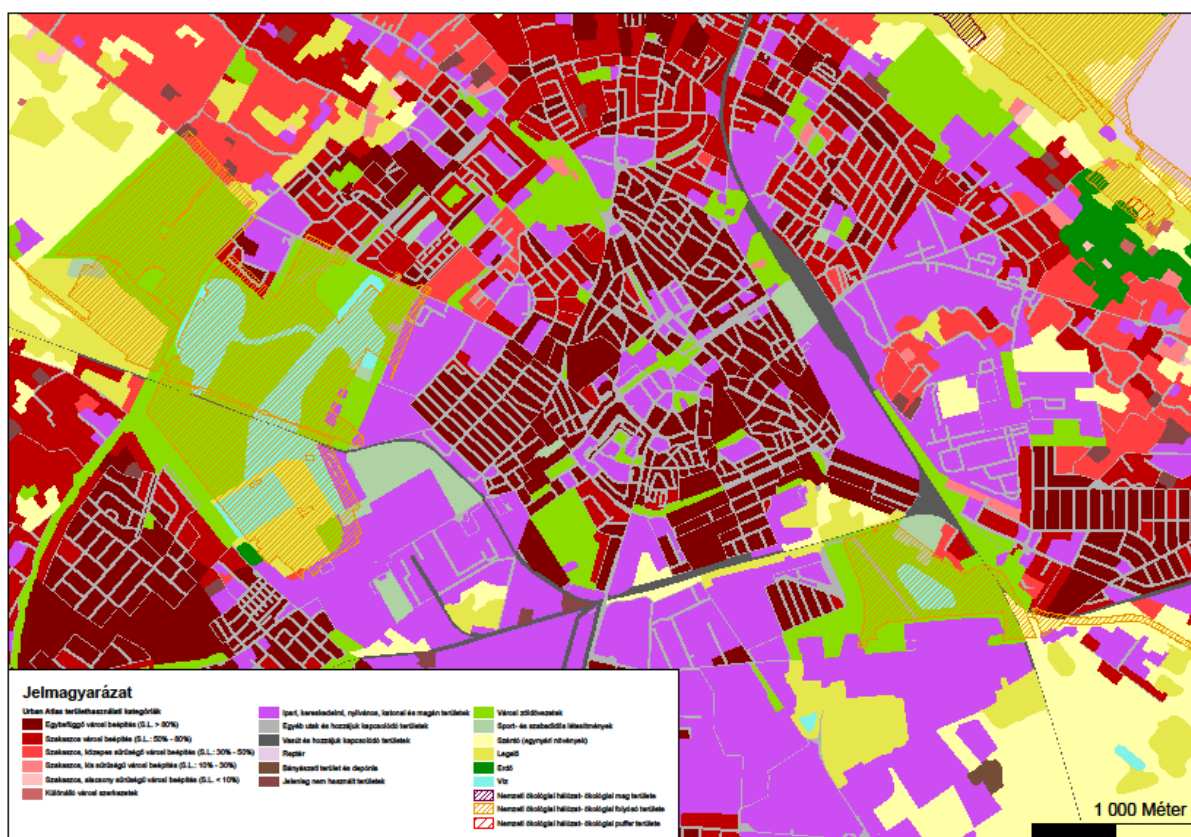 Jelmagyarázat
Urban Atlas területhasználati kategóriák
Egybefüggő városi beépítés (S.L. > 80%)
Szakaszos városi beépítés (S.L.: 50% - 80%)
Szakaszos, közepes sűrűségű városi beépítés (S.L.: 30% - 50%)
Szakaszos, kis sűrűségű városi beépítés (S.L.: 10% - 30%)
Szakaszos, alacsony sűrűségű városi beépítés (S.L. < 10%)
Különálló városi szerkezetek
Ipari, kereskedelmi, nyilvános, katonai és magán területek
Egyéb utak és hozzájuk kapcsolódó területek
Vasút és hozzájuk kapcsolódó területek
Reptér
Bányászati terület és depónia
Jelenleg nem használt területek
Városi zöldövezetek
Sport- és szabadidős létesítmények
Szántó (egynyári növények)
Legelő
Erdő
Víz
Nemzeti ökológiai hálózat- ökológiai mag területe
Nemzeti ökológiai hálózat- ökológiai folyosó területe
Nemzeti ökológiai hálózat- ökológiai puffer területe
1 000 Méter